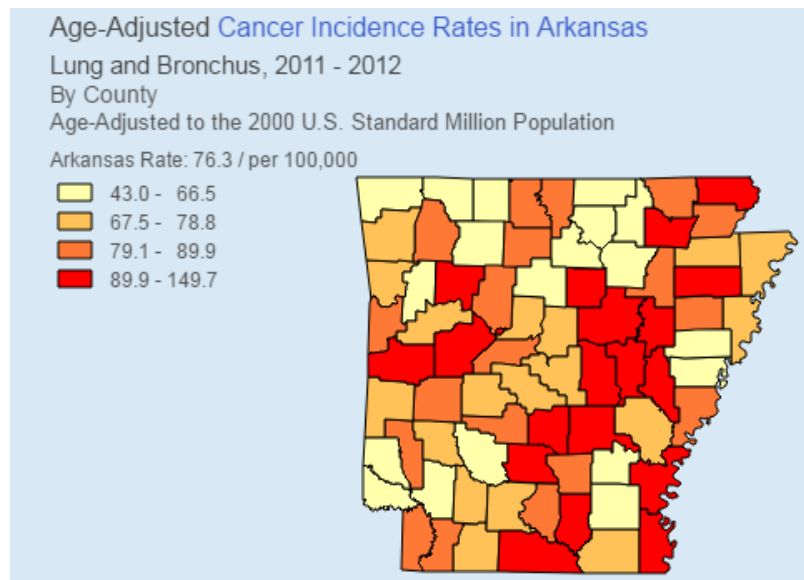 Age-Adjusted Cancer Incidence Rates in Arkansas
Lung and Bronchus, 2011 - 2012
By County
Age-Adjusted to the 2000 U.S. Standard Million Population
Arkansas Rate: 76.3 / per 100,000
43.0 - 66.5
67.5 - 78.8
79.1 - 89.9
89.9 - 149.7